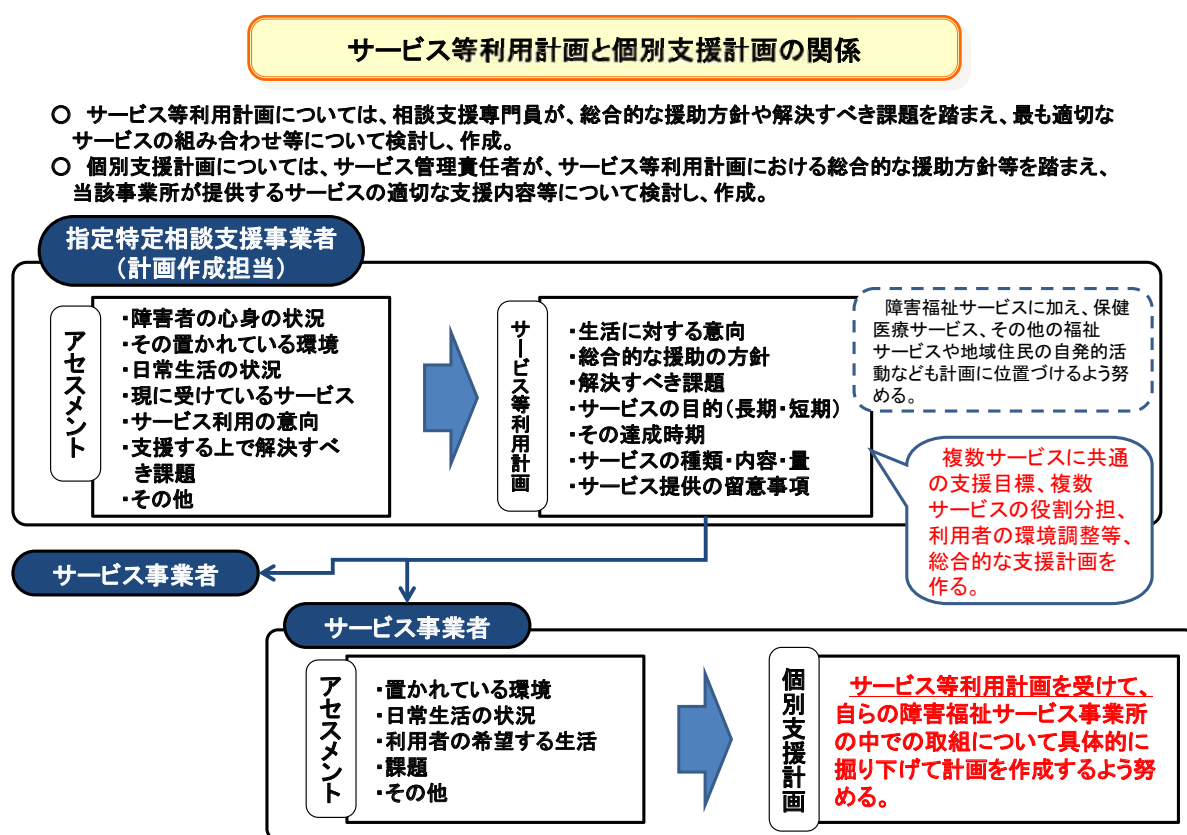 サービス等利用計画と個別支援計画の関係
○ サービス等利用計画については、相談支援専門員が、総合的な援助方針や解決すべき課題を踏まえ、最も適切な
サービスの組み合わせ等について検討し、作成。
○ 個別支援計画については、サービス管理責任者が、サービス等利用計画における総合的な援助方針等を踏まえ、
当該事業所が提供するサービスの適切な支援内容等について検討し、作成。
指定特定相談支援事業者
（計画作成担当）
アセスメント
・障害者の心身の状況
・その置かれている環境
・日常生活の状況
・現に受けているサービス
・サービス利用の意向
・支援する上で解決すべ
き課題
・その他
サービス等利用計画
・生活に対する意向
・総合的な援助の方針
・解決すべき課題
・サービスの目的（長期・短期）
・その達成時期
・サービスの種類・内容・量
・サービス提供の留意事項
障害福祉サービスに加え、保健
医療サービス、その他の福祉
サービスや地域住民の自発的活
動なども計画に位置づけるよう努
める。
複数サービスに共通
の支援目標、複数
サービスの役割分担、
利用者の環境調整等、
総合的な支援計画を
作る。
サービス事業者
サービス事業者
アセスメント
・置かれている環境
・日常生活の状況
・利用者の希望する生活
・課題
・その他
個別支援計画
サービス等利用計画を受けて、
自らの障害福祉サービス事業所
の中での取組について具体的に
掘り下げて計画を作成するよう努
める。